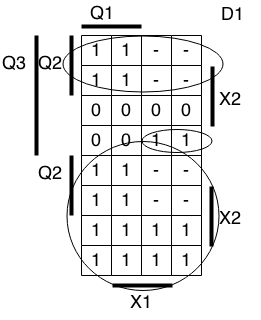 Q1 D1
Q3 Q2 1 1 - -
1 1 - -
0 0 0 0 X2
0 0 1 1
Q2 1 1 - -
1 1 - - X2
1 1 1 1
1 1 1 1
X1